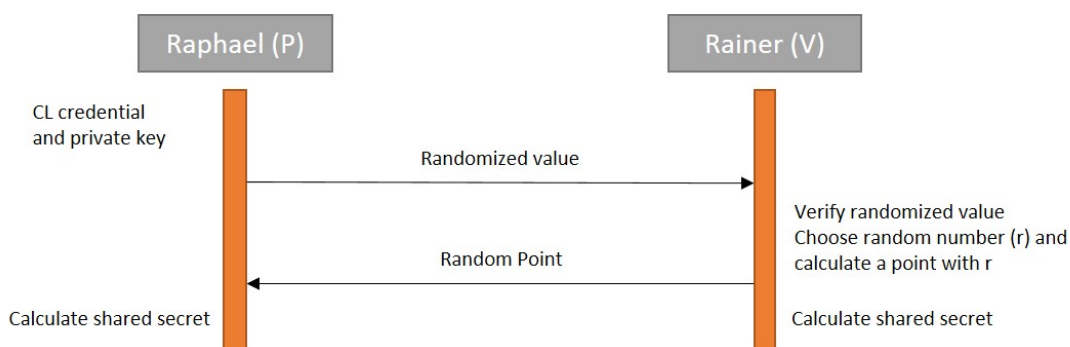 Raphael (P)
Rainer (V)
CL credential
and private key
Randomized value
Verify randomized value
Choose random number (r) and
calculate a point with r
Random Point
Calculate shared secret
Calculate shared secret